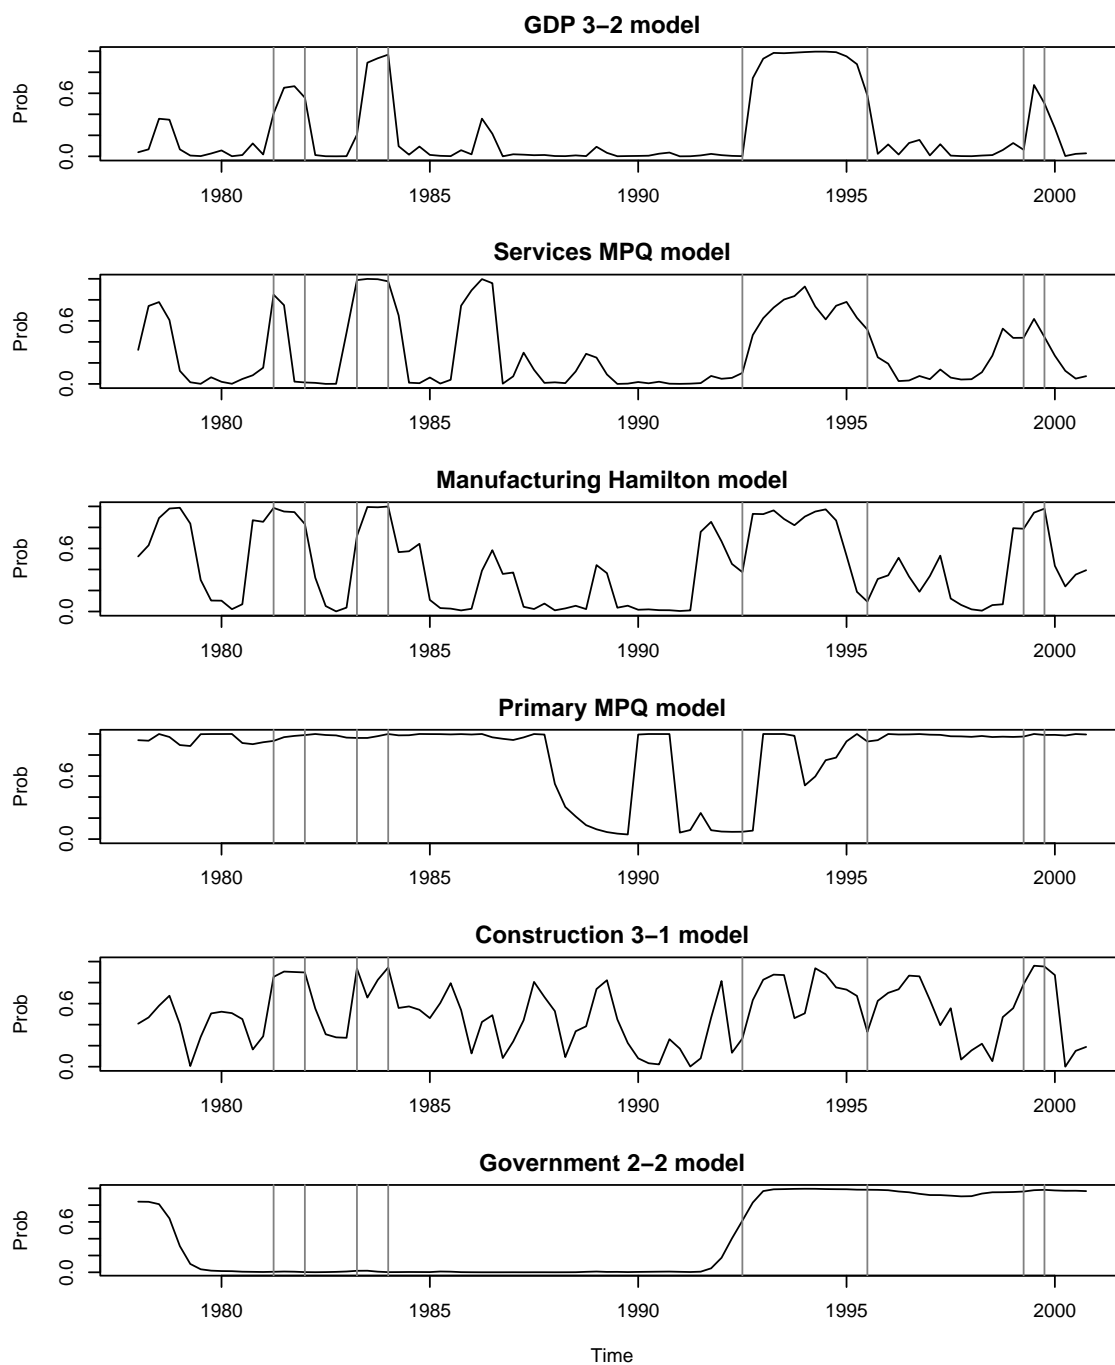 GDP 3−2 model
Prob
0.0 0.6
1980 1985 1990 1995 2000
Services MPQ model
Prob
0.0 0.6
1980 1985 1990 1995 2000
Manufacturing Hamilton model
Prob
0.0 0.6
1980 1985 1990 1995 2000
Primary MPQ model
Prob
0.0 0.6
1980 1985 1990 1995 2000
Construction 3−1 model
Prob
0.0 0.6
1980 1985 1990 1995 2000
Government 2−2 model
Prob
0.0 0.6
1980 1985 1990 1995 2000
Time